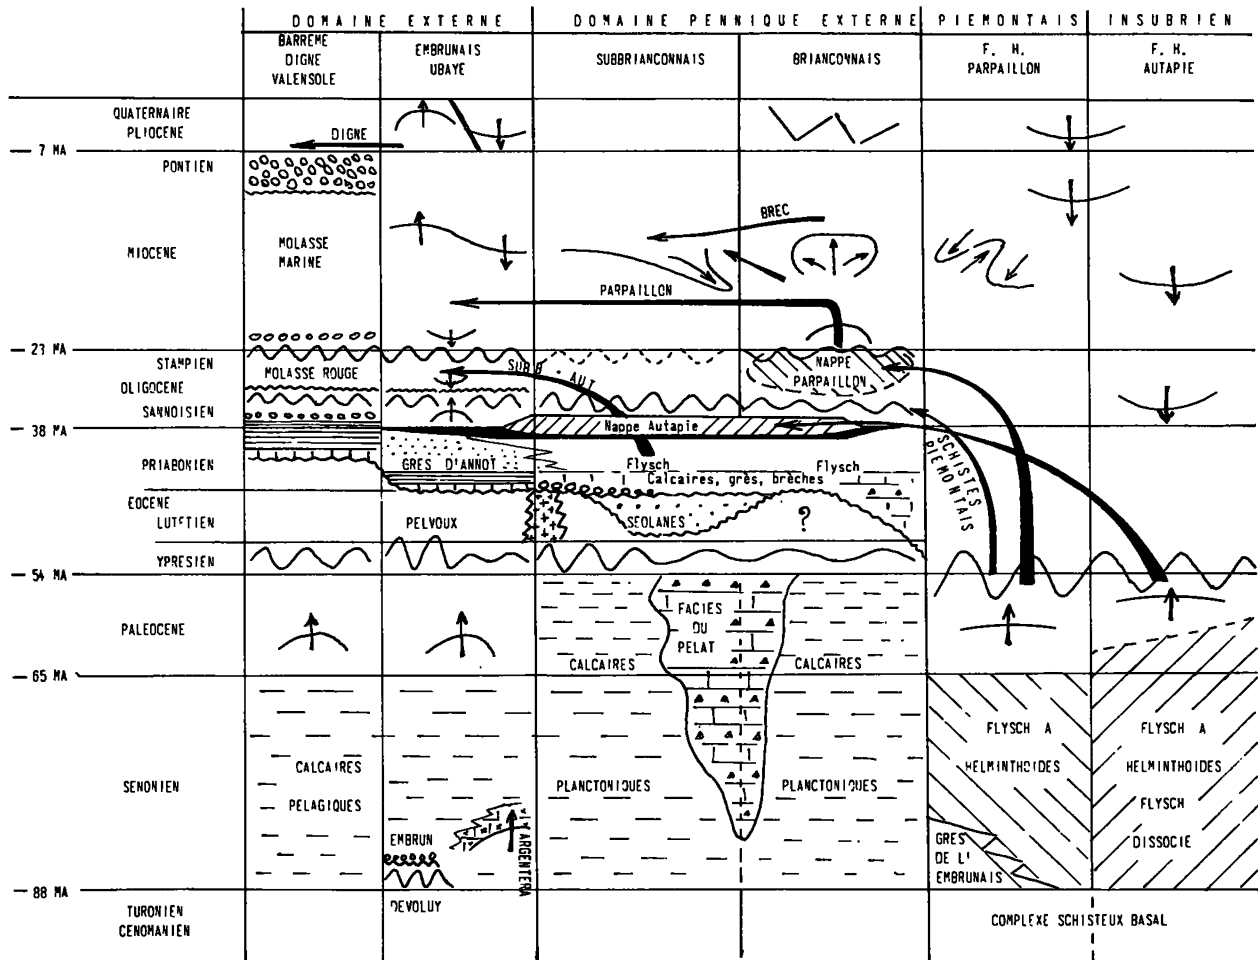 DOMAINE EXTERNE
DOMAINE PENNIQUE EXTERNE
PIEMONTAIS
INSUBRIEN
BARREME
DIGNE
VALENSOLE
EMBRUNAIS
UBAYE
SUBBRIANCONNAIS
BRIANCONNAIS
F. H.
PARPAILLON
F. H.
AUTAPIE
QUATERNAIRE
PLIOCENE
DIGNE
7 MA
PONTIEN
MIOCENE
MOLASSE
MARINE
BREC
PARPAILLON
23 MA
STAMPIEN
OLIGOCENE
SANNOISIEN
MOLASSE ROUGE
SUBB
AUT
NAPPE
PARPAILLON
38 MA
Nappe Autapie
PRIABONIEN
GRES D'ANNOT
Flysch
Flysch
Calcaires, grès, brèches
SCHISTES
PIEMONTAIS
EOCENE
LUTETIEN
PELVOUX
SEOLANES
?
YPRESIEN
54 MA
PALEOCENE
FACIES
DU
PELAT
CALCAIRES
CALCAIRES
65 MA
SENONIEN
CALCAIRES
PELAGIQUES
PLANCTONIQUES
PLANCTONIQUES
FLYSCH A
HELMINTHOIDES
FLYSCH A
HELMINTHOIDES
FLYSCH
DISSOCIE
EMBRUN
ARGENTERA
GRES
DE L'
EMBRUNAIS
88 MA
DEVOLUY
TURONIEN
CENOMANIEN
COMPLEXE SCHISTEUX BASAL